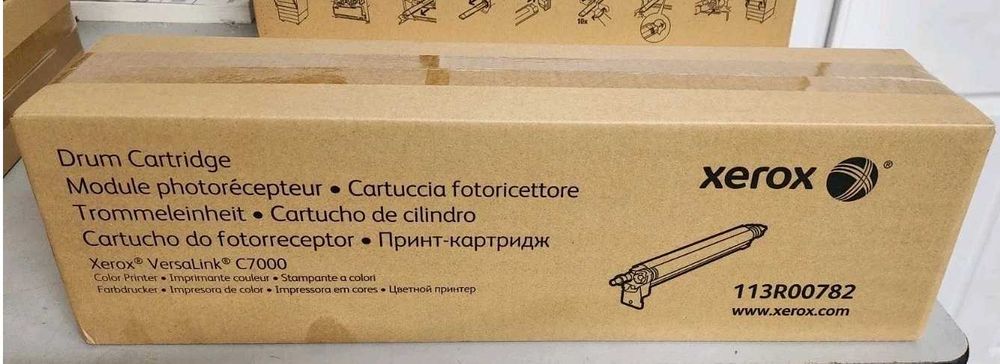 10x
Drum Cartridge
Module photorécepteur • Cartuccia fotoricettore
Trommeleinheit • Cartucho de cilindro
Cartucho do fotorreceptor • Принт-картридж
Xerox® VersaLink® C7000
Color Printer • Imprimante couleur • Stampante a colori
Farbdrucker • Impresora de color • Impressora em cores • Цветной принтер
xerox ®
113R00782
www.xerox.com